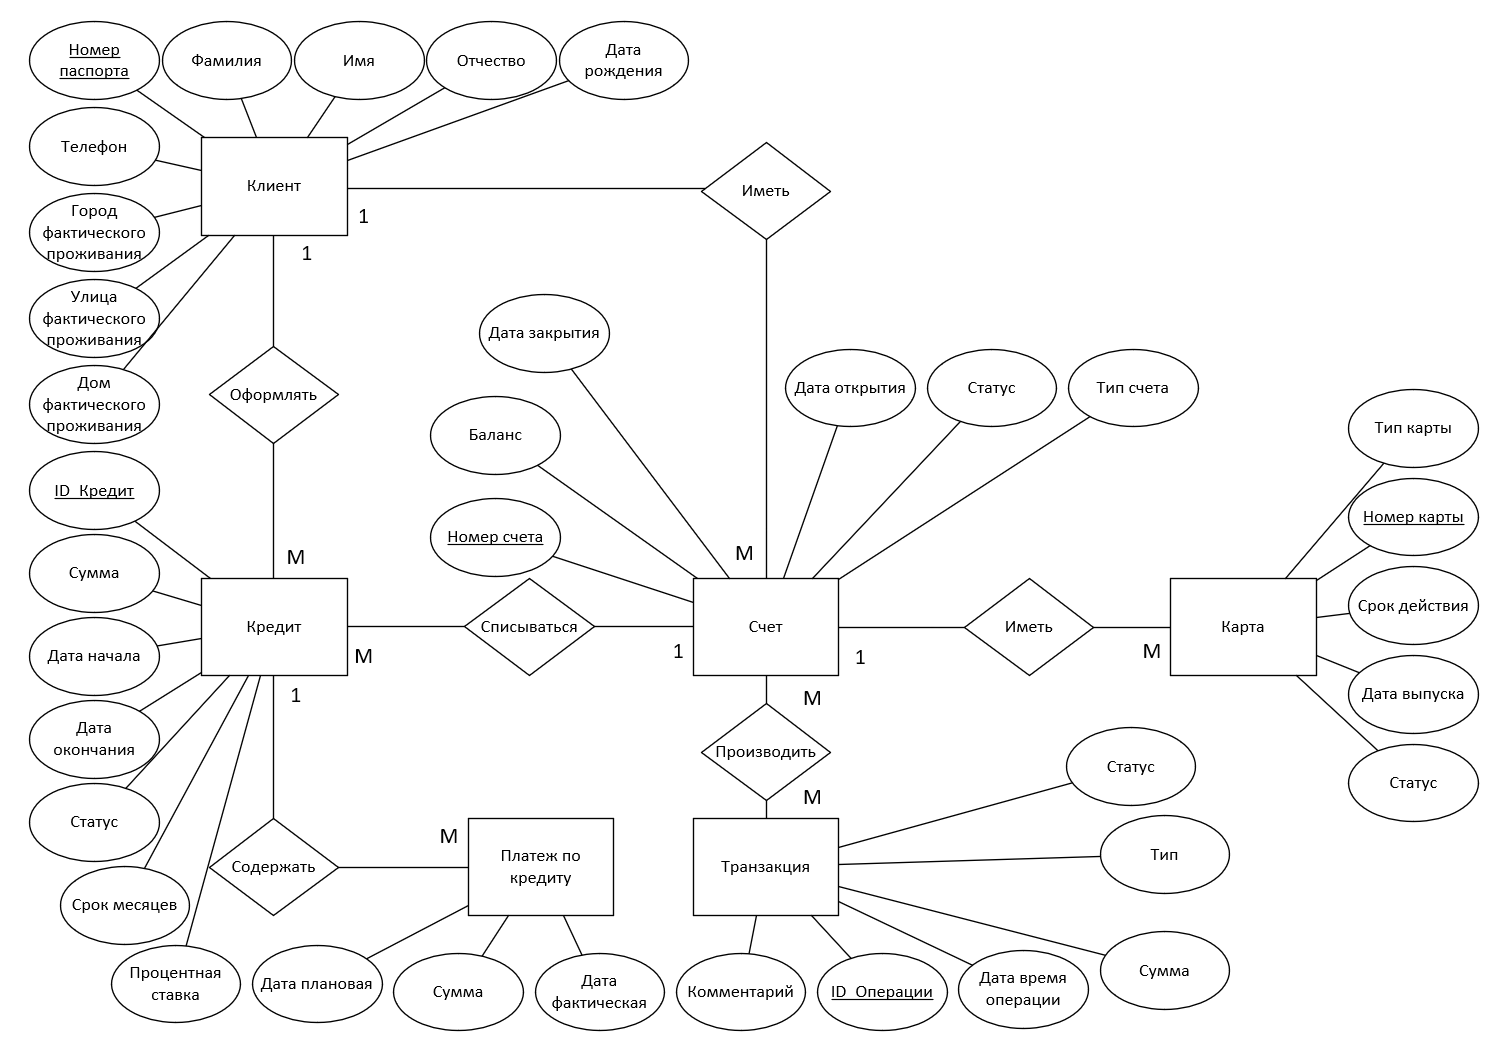 Номер
паспорта
Фамилия
Имя
Отчество
Дата
рождения
Телефон
Клиент
Иметь
1
Город
фактического
проживания
1
Улица
фактического
проживания
Дата закрытия
Дом
фактического
проживания
Оформлять
Дата открытия
Статус
Тип счета
Баланс
Тип карты
ID_Кредит
Номер счета
Номер карты
M
M
Сумма
Кредит
Списываться
Счет
Иметь
Карта
Срок действия
Дата начала
M
1
1
M
Дата выпуска
1
M
Дата
окончания
Производить
Статус
Статус
M
Статус
M
Содержать
Платеж по
кредиту
Транзакция
Тип
Срок месяцев
Процентная
ставка
Дата плановая
Сумма
Дата
фактическая
Комментарий
ID_Операции
Дата время
операции
Сумма